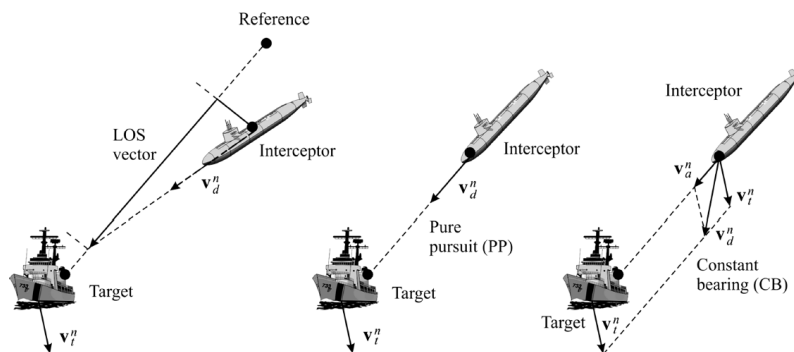 Reference
LOS
vector
Interceptor
v_d^n
Target
v_t^n
Interceptor
v_d^n
Pure
pursuit (PP)
Target
v_t^n
Interceptor
v_a^n
v_t^n
v_d^n
Constant
bearing (CB)
Target
v_t^n